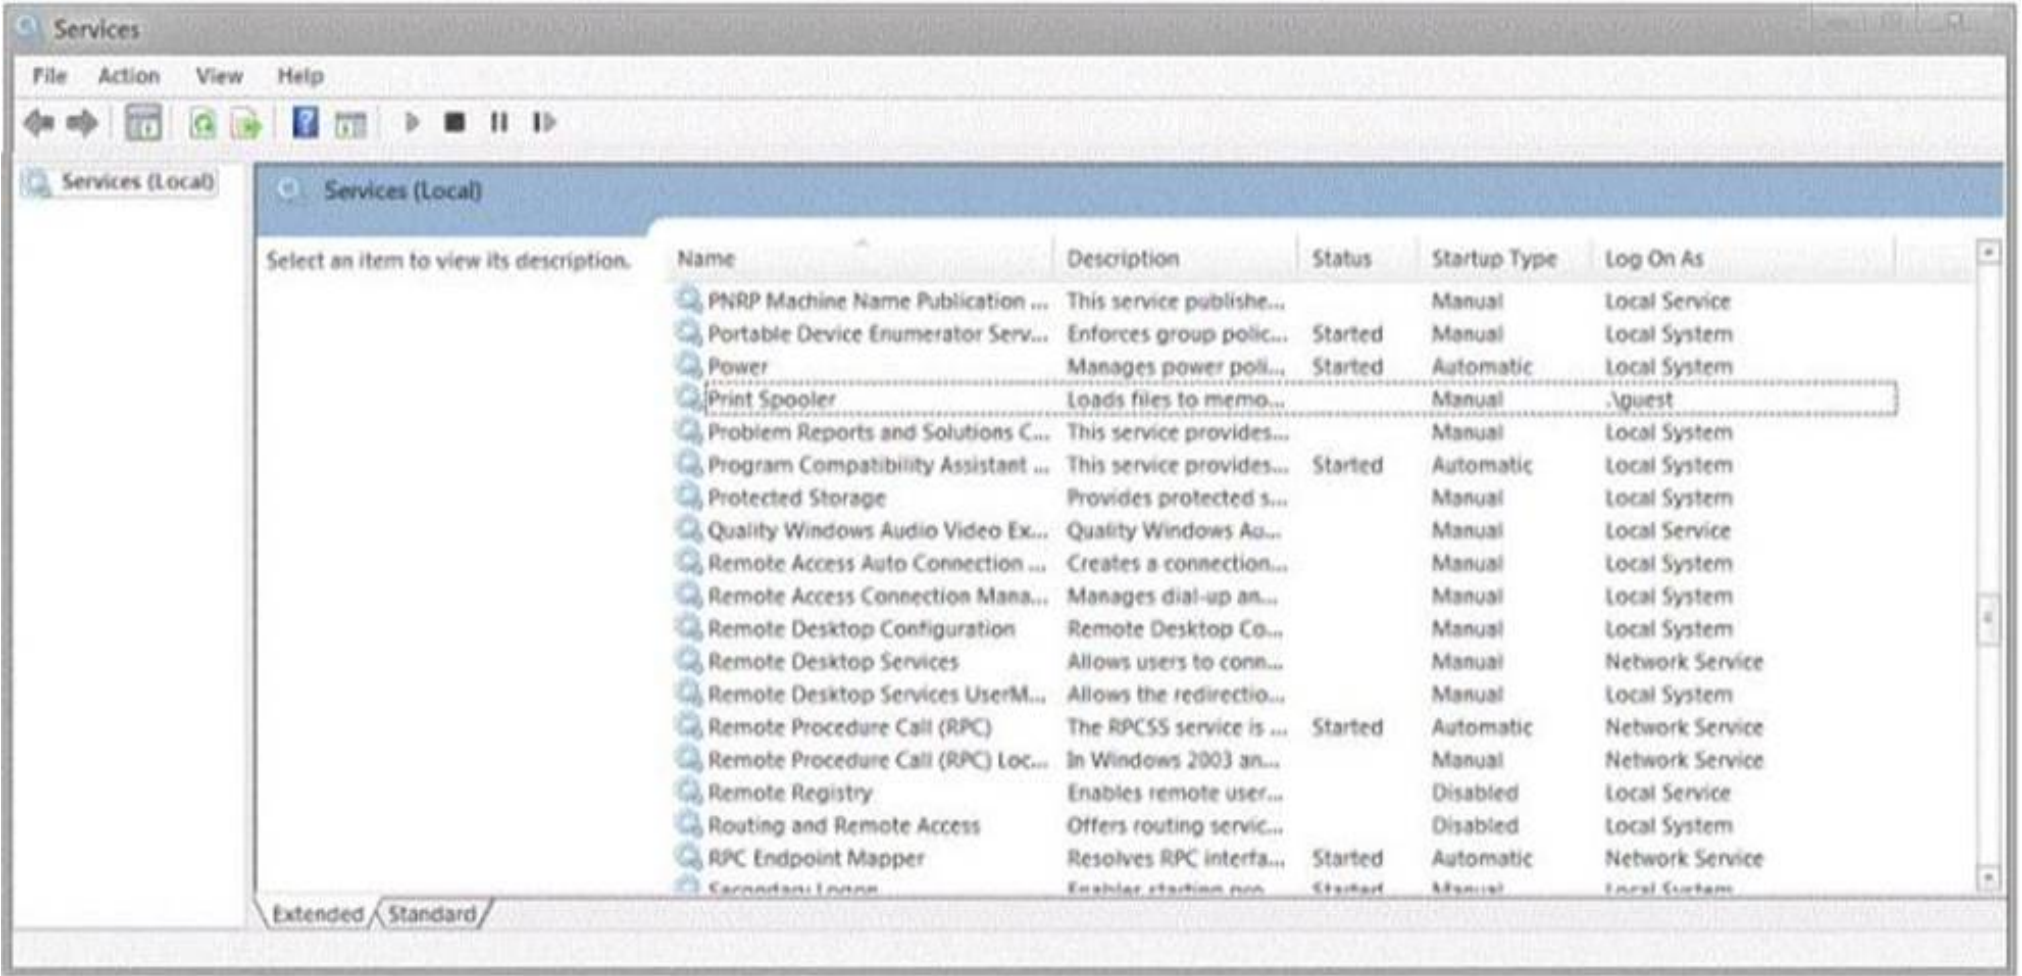 Services
File Action View Help
Services (Local)
Services (Local)
Select an item to view its description.
Name Description Status Startup Type Log On As
PNRP Machine Name Publication ... This service publishe... Manual Local Service
Portable Device Enumerator Serv... Enforces group polic... Started Manual Local System
Power Manages power poli... Started Automatic Local System
Print Spooler Loads files to memo... Manual .\guest
Problem Reports and Solutions C... This service provides... Manual Local System
Program Compatibility Assistant ... This service provides... Started Automatic Local System
Protected Storage Provides protected s... Manual Local System
Quality Windows Audio Video Ex... Quality Windows Au... Manual Local Service
Remote Access Auto Connection ... Creates a connection... Manual Local System
Remote Access Connection Mana... Manages dial-up an... Manual Local System
Remote Desktop Configuration Remote Desktop Co... Manual Local System
Remote Desktop Services Allows users to conn... Manual Network Service
Remote Desktop Services UserM... Allows the redirectio... Manual Local System
Remote Procedure Call (RPC) The RPCSS service is ... Started Automatic Network Service
Remote Procedure Call (RPC) Loc... In Windows 2003 an... Manual Network Service
Remote Registry Enables remote user... Disabled Local Service
Routing and Remote Access Offers routing servic... Disabled Local System
RPC Endpoint Mapper Resolves RPC interfa... Started Automatic Network Service
Secondary Logon Enables starting pro... Started Manual Local System
Extended Standard